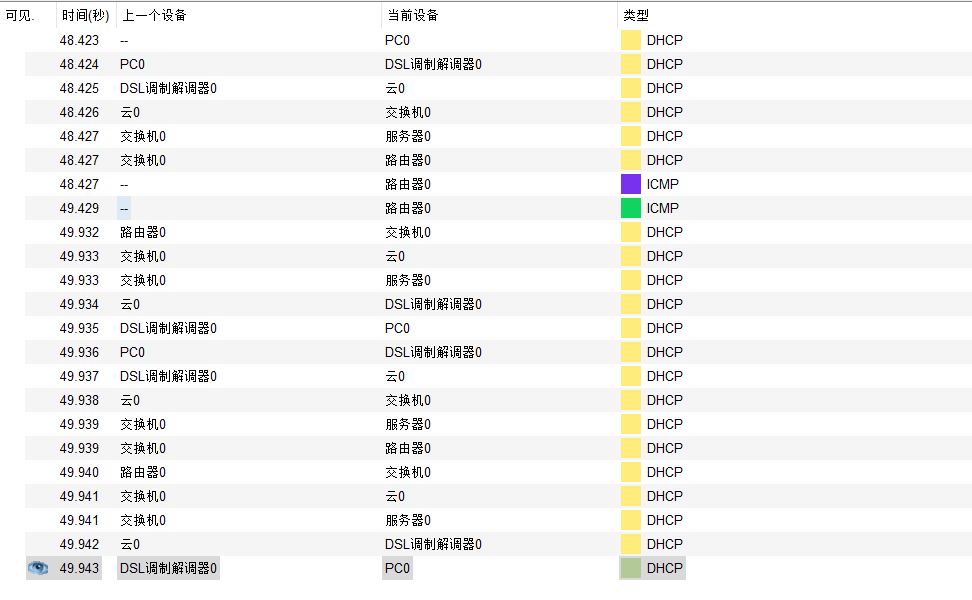 可见. 时间(秒) 上一个设备 当前设备 类型
48.423 -- PC0 DHCP
48.424 PC0 DSL调制解调器0 DHCP
48.425 DSL调制解调器0 云0 DHCP
48.426 云0 交换机0 DHCP
48.427 交换机0 服务器0 DHCP
48.427 交换机0 路由器0 DHCP
48.427 -- 路由器0 ICMP
49.429 -- 路由器0 ICMP
49.932 路由器0 交换机0 DHCP
49.933 交换机0 云0 DHCP
49.933 交换机0 服务器0 DHCP
49.934 云0 DSL调制解调器0 DHCP
49.935 DSL调制解调器0 PC0 DHCP
49.936 PC0 DSL调制解调器0 DHCP
49.937 DSL调制解调器0 云0 DHCP
49.938 云0 交换机0 DHCP
49.939 交换机0 服务器0 DHCP
49.939 交换机0 路由器0 DHCP
49.940 路由器0 交换机0 DHCP
49.941 交换机0 云0 DHCP
49.941 交换机0 服务器0 DHCP
49.942 云0 DSL调制解调器0 DHCP
49.943 DSL调制解调器0 PC0 DHCP